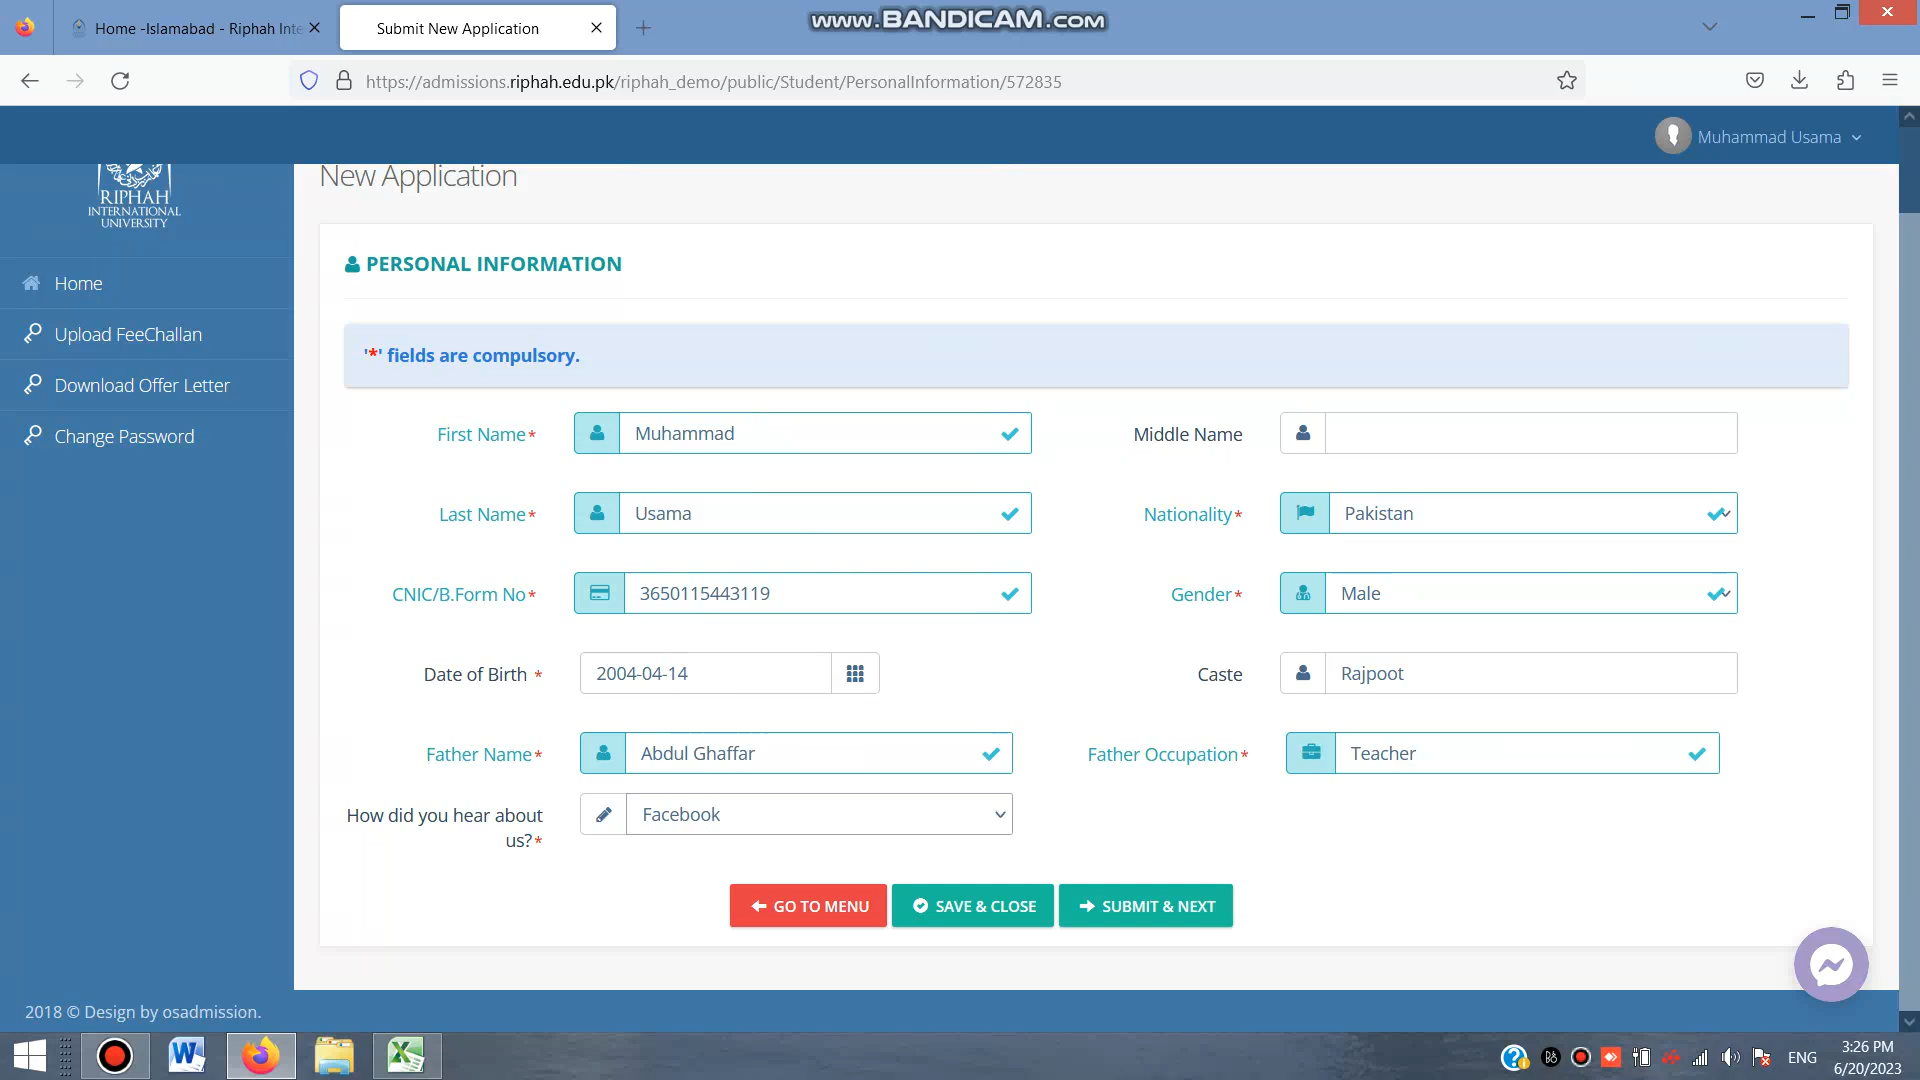 Home -Islamabad - Riphah Inte
Submit New Application
www.BANDICAM.com
https://admissions.riphah.edu.pk/riphah_demo/public/Student/PersonalInformation/572835
Muhammad Usama
RIPHAH
INTERNATIONAL
UNIVERSITY
Home
Upload FeeChallan
Download Offer Letter
Change Password
New Application
PERSONAL INFORMATION
'*' fields are compulsory.
First Name* Muhammad
Middle Name
Last Name* Usama
Nationality* Pakistan
CNIC/B.Form No* 3650115443119
Gender* Male
Date of Birth * 2004-04-14
Caste Rajpoot
Father Name* Abdul Ghaffar
Father Occupation* Teacher
How did you hear about
us?* Facebook
GO TO MENU
SAVE & CLOSE
SUBMIT & NEXT
2018 © Design by osadmission.
ENG
3:26 PM
6/20/2023